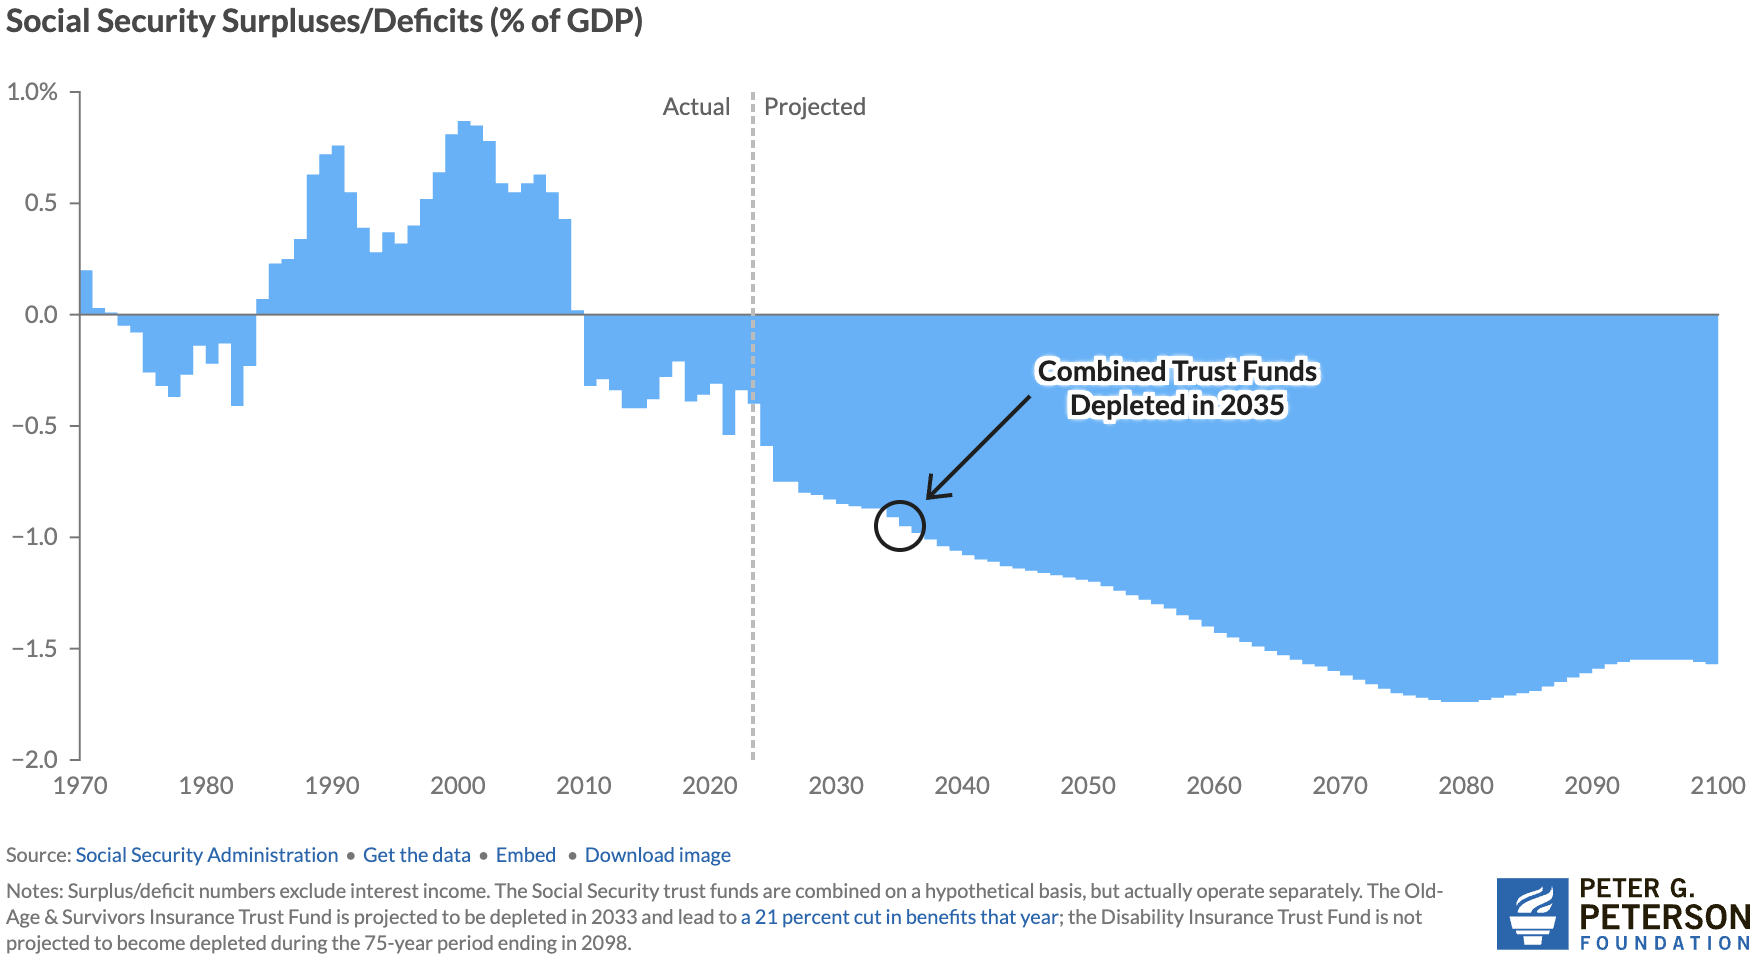 Social Security Surpluses/Deficits (% of GDP)
1.0%
Actual
Projected
0.5
0.0
Combined Trust Funds
Depleted in 2035
−0.5
−1.0
−1.5
−2.0
1970 1980 1990 2000 2010 2020 2030 2040 2050 2060 2070 2080 2090 2100
Source: Social Security Administration • Get the data • Embed • Download image
Notes: Surplus/deficit numbers exclude interest income. The Social Security trust funds are combined on a hypothetical basis, but actually operate separately. The Old-
Age & Survivors Insurance Trust Fund is projected to be depleted in 2033 and lead to a 21 percent cut in benefits that year; the Disability Insurance Trust Fund is not
projected to become depleted during the 75-year period ending in 2098.
PETER G.
PETERSON
FOUNDATION